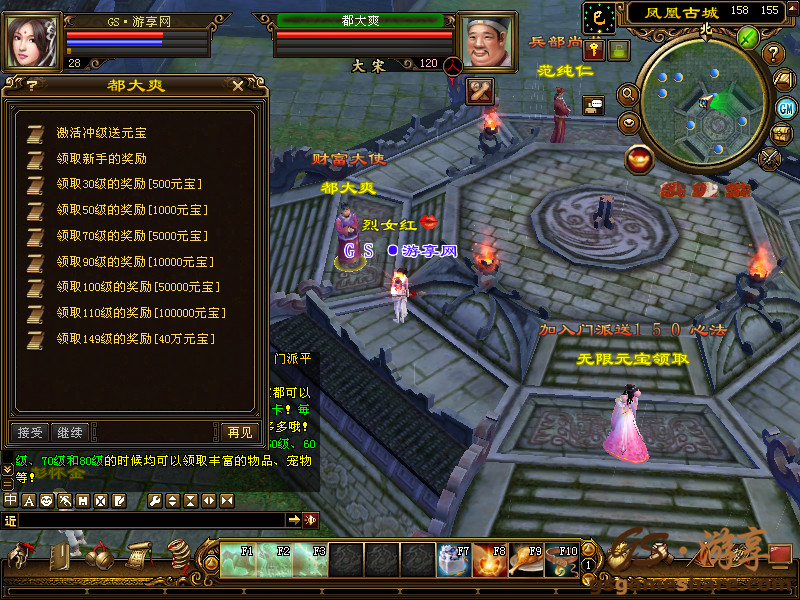 GS·游享网
28
都大爽
大宋
120
凤凰古城 158 155
北
GM
兵部尚
范纯仁
财富大使
都大爽
烈女红
GS ●游享网
加入门派送150心法
无限元宝领取
? 都大爽
激活冲级送元宝
领取新手的奖励
领取30级的奖励[500元宝]
领取50级的奖励[1000元宝]
领取70级的奖励[5000元宝]
领取90级的奖励[10000元宝]
领取100级的奖励[50000元宝]
领取110级的奖励[100000元宝]
领取149级的奖励[40万元宝]
接受 继续 再见
门派平
都可以
卡！每
多哦！
60级、60
级、70级和80级的时候均可以领取丰富的物品、宠物
等！
中 A
近
F1 F2 F3 F7 F8 F9 F10
1
GS·游享